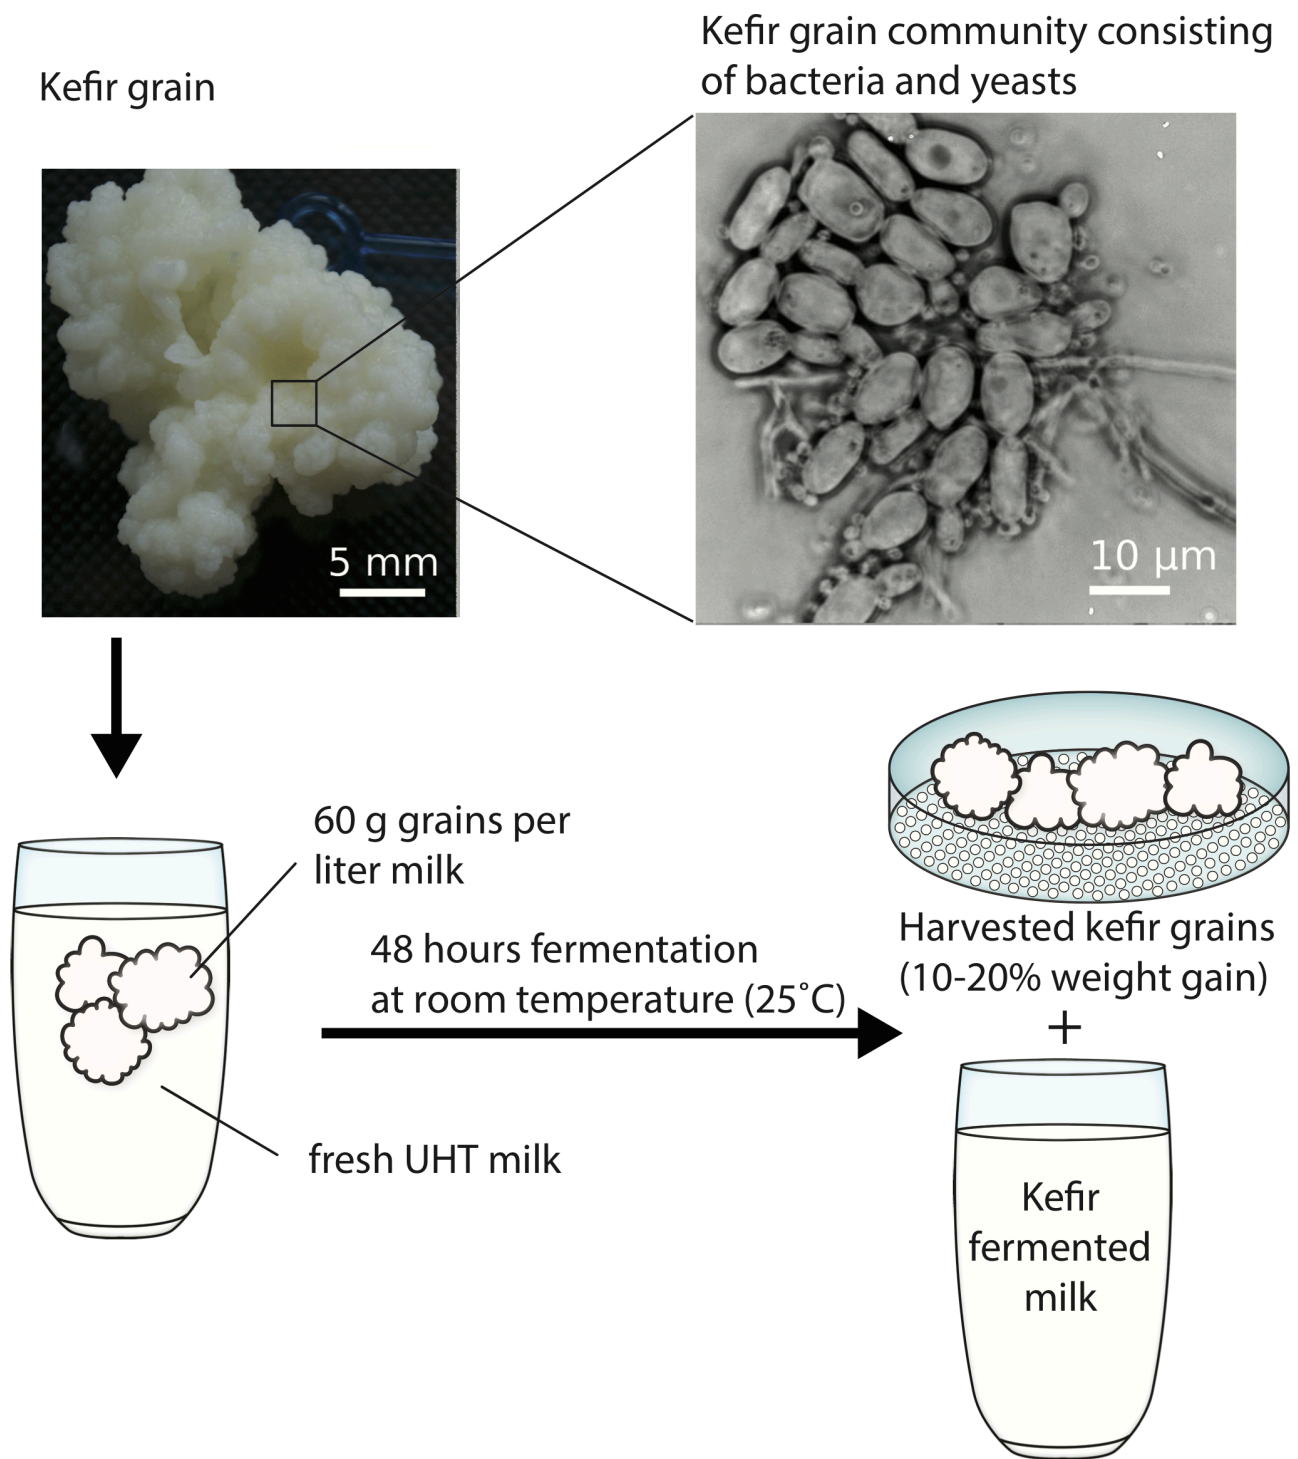 Kefir grain
Kefir grain community consisting
of bacteria and yeasts
5 mm
10 µm
60 g grains per
liter milk
48 hours fermentation
at room temperature (25˚C)
fresh UHT milk
Harvested kefir grains
(10-20% weight gain)
+
Kefir
fermented
milk